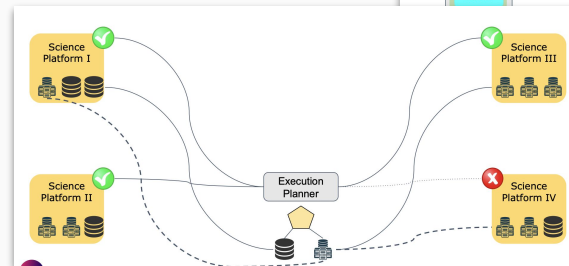 Science
Platform I
Science
Platform III
Science
Platform II
Execution
Planner
Science
Platform IV